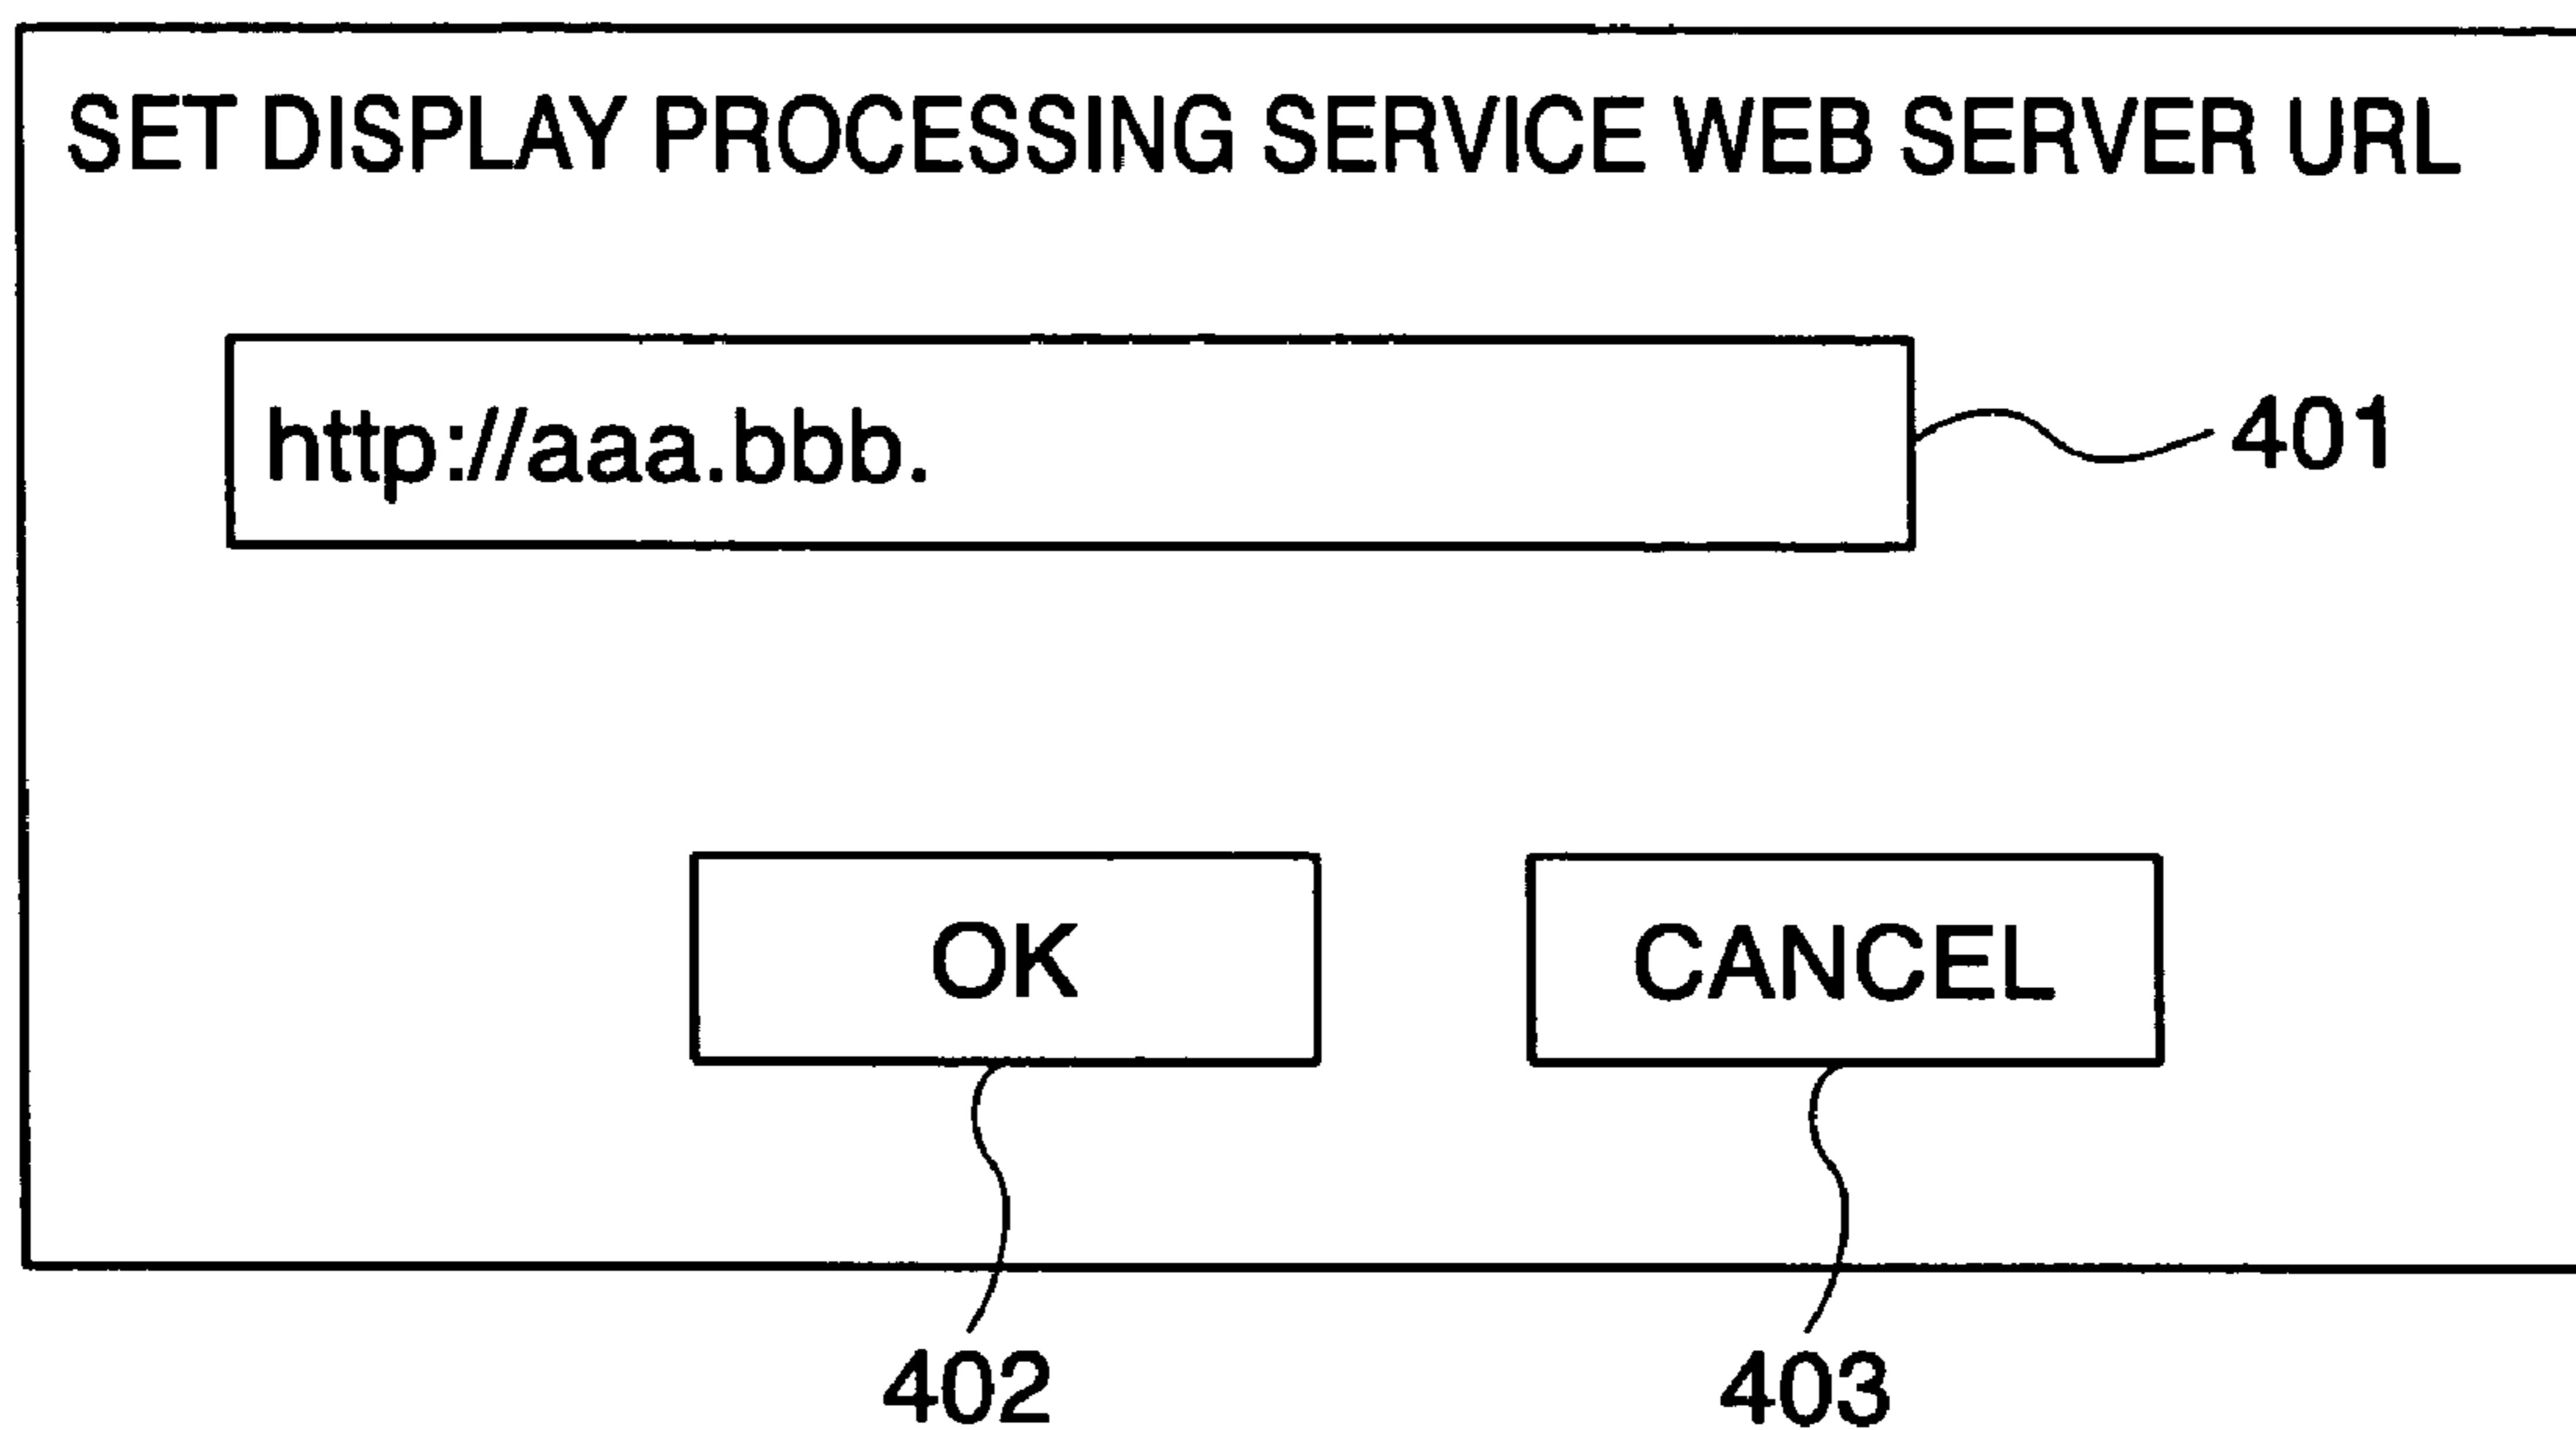 SET DISPLAY PROCESSING SERVICE WEB SERVER URL
http://aaa.bbb.
401
OK
CANCEL
402
403